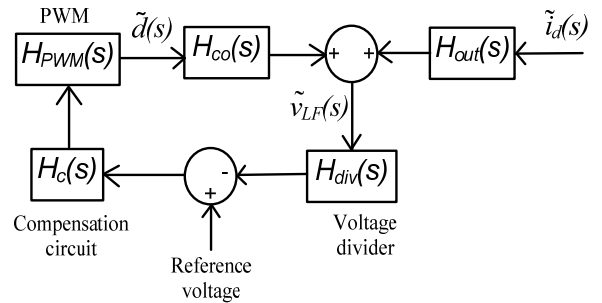 PWM
H_PWM(s)
d̃(s)
H_co(s)
+ +
H_out(s)
ĩ_d(s)
ṽ_LF(s)
H_c(s)
-
+
H_div(s)
Compensation
circuit
Reference
voltage
Voltage
divider